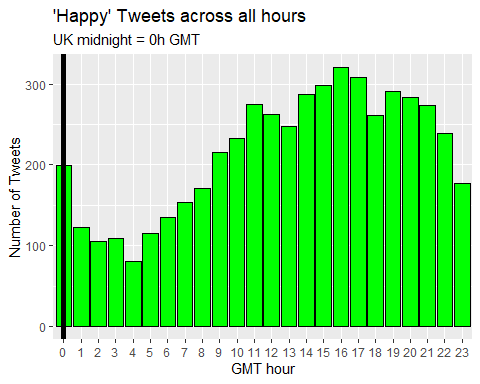 'Happy' Tweets across all hours
UK midnight = 0h GMT
Number of Tweets
300
200
100
0
0 1 2 3 4 5 6 7 8 9 10 11 12 13 14 15 16 17 18 19 20 21 22 23
GMT hour